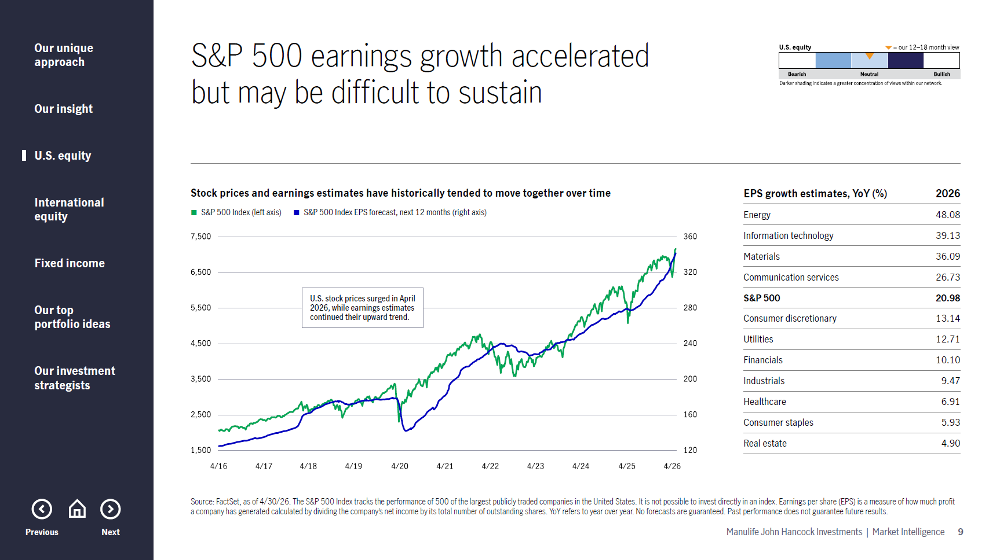 Our unique
approach
Our insight
U.S. equity
International
equity
Fixed income
Our top
portfolio ideas
Our investment
strategists
Previous
Next
S&P 500 earnings growth accelerated
but may be difficult to sustain
U.S. equity
= our 12–18 month view
Bearish
Neutral
Bullish
Darker shading indicates a greater concentration of views within our network.
Stock prices and earnings estimates have historically tended to move together over time
S&P 500 Index (left axis)
S&P 500 Index EPS forecast, next 12 months (right axis)
7,500
6,500
5,500
4,500
3,500
2,500
1,500
360
320
280
240
200
160
120
U.S. stock prices surged in April
2026, while earnings estimates
continued their upward trend.
4/16 4/17 4/18 4/19 4/20 4/21 4/22 4/23 4/24 4/25 4/26
EPS growth estimates, YoY (%) 2026
Energy 48.08
Information technology 39.13
Materials 36.09
Communication services 26.73
S&P 500 20.98
Consumer discretionary 13.14
Utilities 12.71
Financials 10.10
Industrials 9.47
Healthcare 6.91
Consumer staples 5.93
Real estate 4.90
Source: FactSet, as of 4/30/26. The S&P 500 Index tracks the performance of 500 of the largest publicly traded companies in the United States. It is not possible to invest directly in an index. Earnings per share (EPS) is a measure of how much profit
a company has generated calculated by dividing the company's net income by its total number of outstanding shares. YoY refers to year over year. No forecasts are guaranteed. Past performance does not guarantee future results.
Manulife John Hancock Investments | Market Intelligence 9